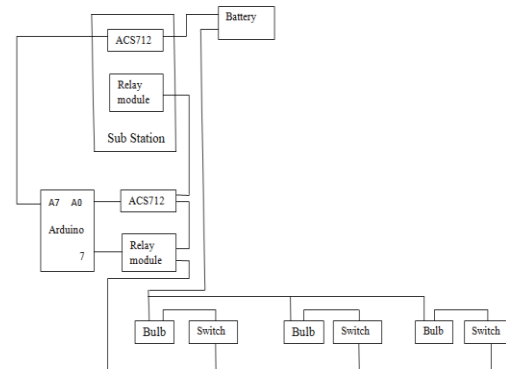 Battery
ACS712
Relay
module
Sub Station
A7 A0
Arduino
7
ACS712
Relay
module
Bulb
Switch
Bulb
Switch
Bulb
Switch